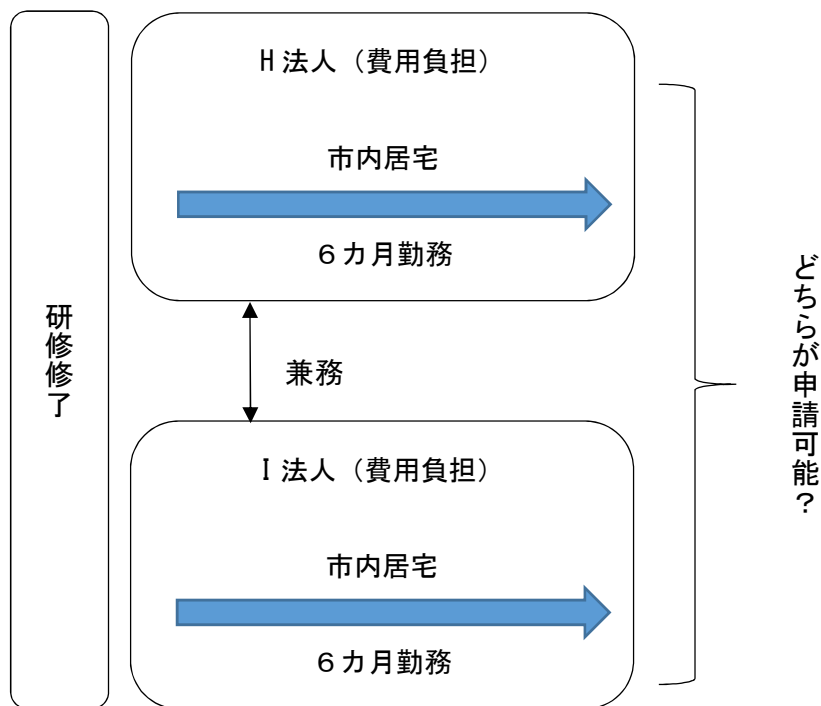 研修修了
H法人（費用負担）
市内居宅
６カ月勤務
兼務
I法人（費用負担）
市内居宅
６カ月勤務
どちらが申請可能？